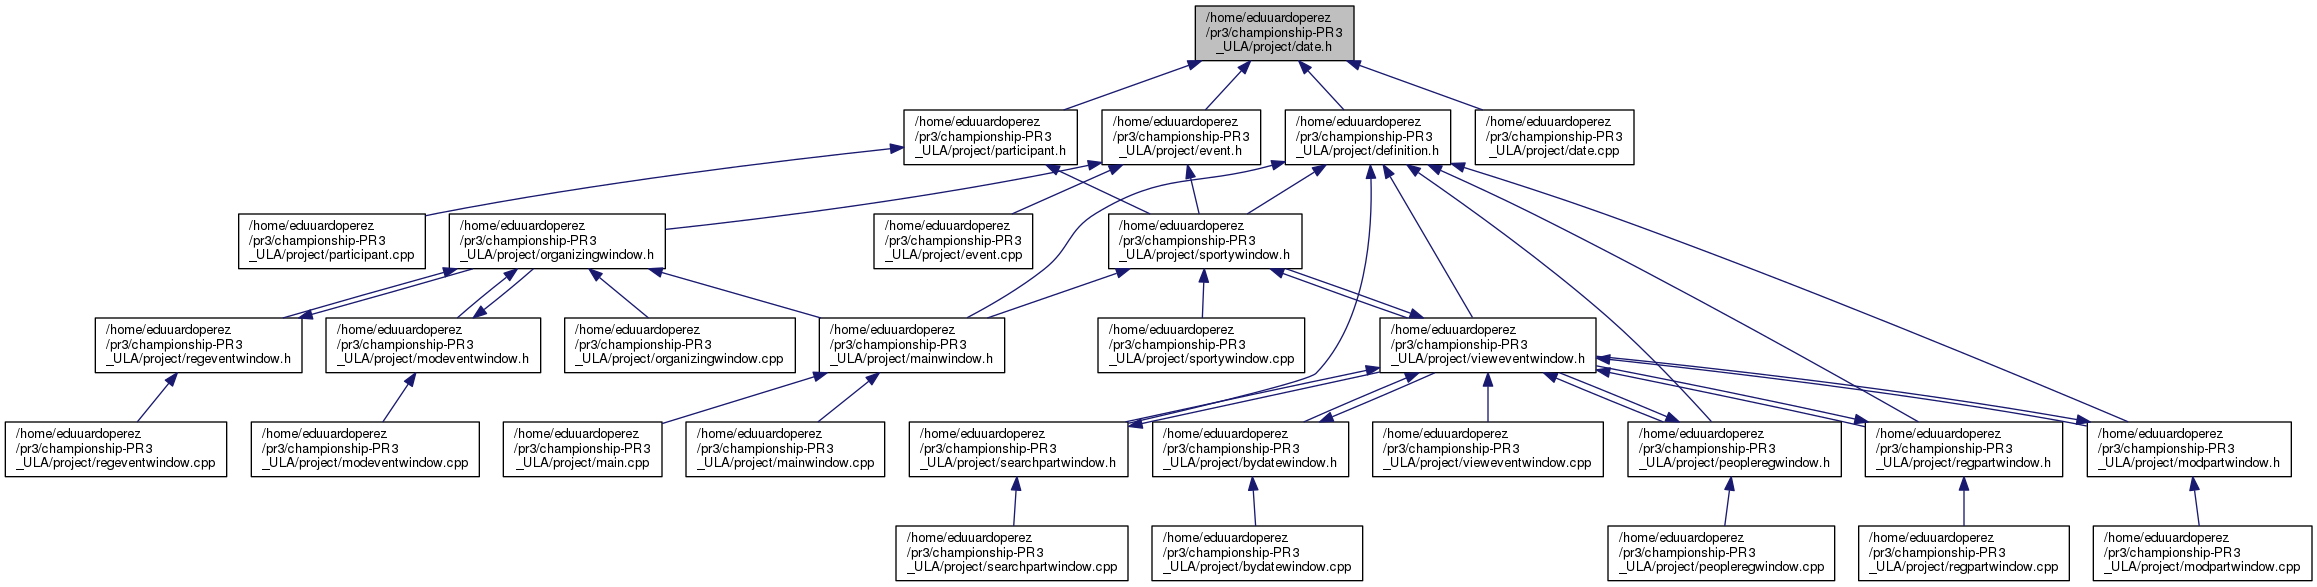 /home/eduuardoperez
/pr3/championship-PR3
_ULA/project/date.h
/home/eduuardoperez
/pr3/championship-PR3
_ULA/project/participant.h
/home/eduuardoperez
/pr3/championship-PR3
_ULA/project/event.h
/home/eduuardoperez
/pr3/championship-PR3
_ULA/project/definition.h
/home/eduuardoperez
/pr3/championship-PR3
_ULA/project/date.cpp
/home/eduuardoperez
/pr3/championship-PR3
_ULA/project/participant.cpp
/home/eduuardoperez
/pr3/championship-PR3
_ULA/project/organizingwindow.h
/home/eduuardoperez
/pr3/championship-PR3
_ULA/project/event.cpp
/home/eduuardoperez
/pr3/championship-PR3
_ULA/project/sportywindow.h
/home/eduuardoperez
/pr3/championship-PR3
_ULA/project/regeventwindow.h
/home/eduuardoperez
/pr3/championship-PR3
_ULA/project/modeventwindow.h
/home/eduuardoperez
/pr3/championship-PR3
_ULA/project/organizingwindow.cpp
/home/eduuardoperez
/pr3/championship-PR3
_ULA/project/mainwindow.h
/home/eduuardoperez
/pr3/championship-PR3
_ULA/project/sportywindow.cpp
/home/eduuardoperez
/pr3/championship-PR3
_ULA/project/vieweventwindow.h
/home/eduuardoperez
/pr3/championship-PR3
_ULA/project/regeventwindow.cpp
/home/eduuardoperez
/pr3/championship-PR3
_ULA/project/modeventwindow.cpp
/home/eduuardoperez
/pr3/championship-PR3
_ULA/project/main.cpp
/home/eduuardoperez
/pr3/championship-PR3
_ULA/project/mainwindow.cpp
/home/eduuardoperez
/pr3/championship-PR3
_ULA/project/searchpartwindow.h
/home/eduuardoperez
/pr3/championship-PR3
_ULA/project/bydatewindow.h
/home/eduuardoperez
/pr3/championship-PR3
_ULA/project/vieweventwindow.cpp
/home/eduuardoperez
/pr3/championship-PR3
_ULA/project/peopleregwindow.h
/home/eduuardoperez
/pr3/championship-PR3
_ULA/project/regpartwindow.h
/home/eduuardoperez
/pr3/championship-PR3
_ULA/project/modpartwindow.h
/home/eduuardoperez
/pr3/championship-PR3
_ULA/project/searchpartwindow.cpp
/home/eduuardoperez
/pr3/championship-PR3
_ULA/project/bydatewindow.cpp
/home/eduuardoperez
/pr3/championship-PR3
_ULA/project/peopleregwindow.cpp
/home/eduuardoperez
/pr3/championship-PR3
_ULA/project/regpartwindow.cpp
/home/eduuardoperez
/pr3/championship-PR3
_ULA/project/modpartwindow.cpp